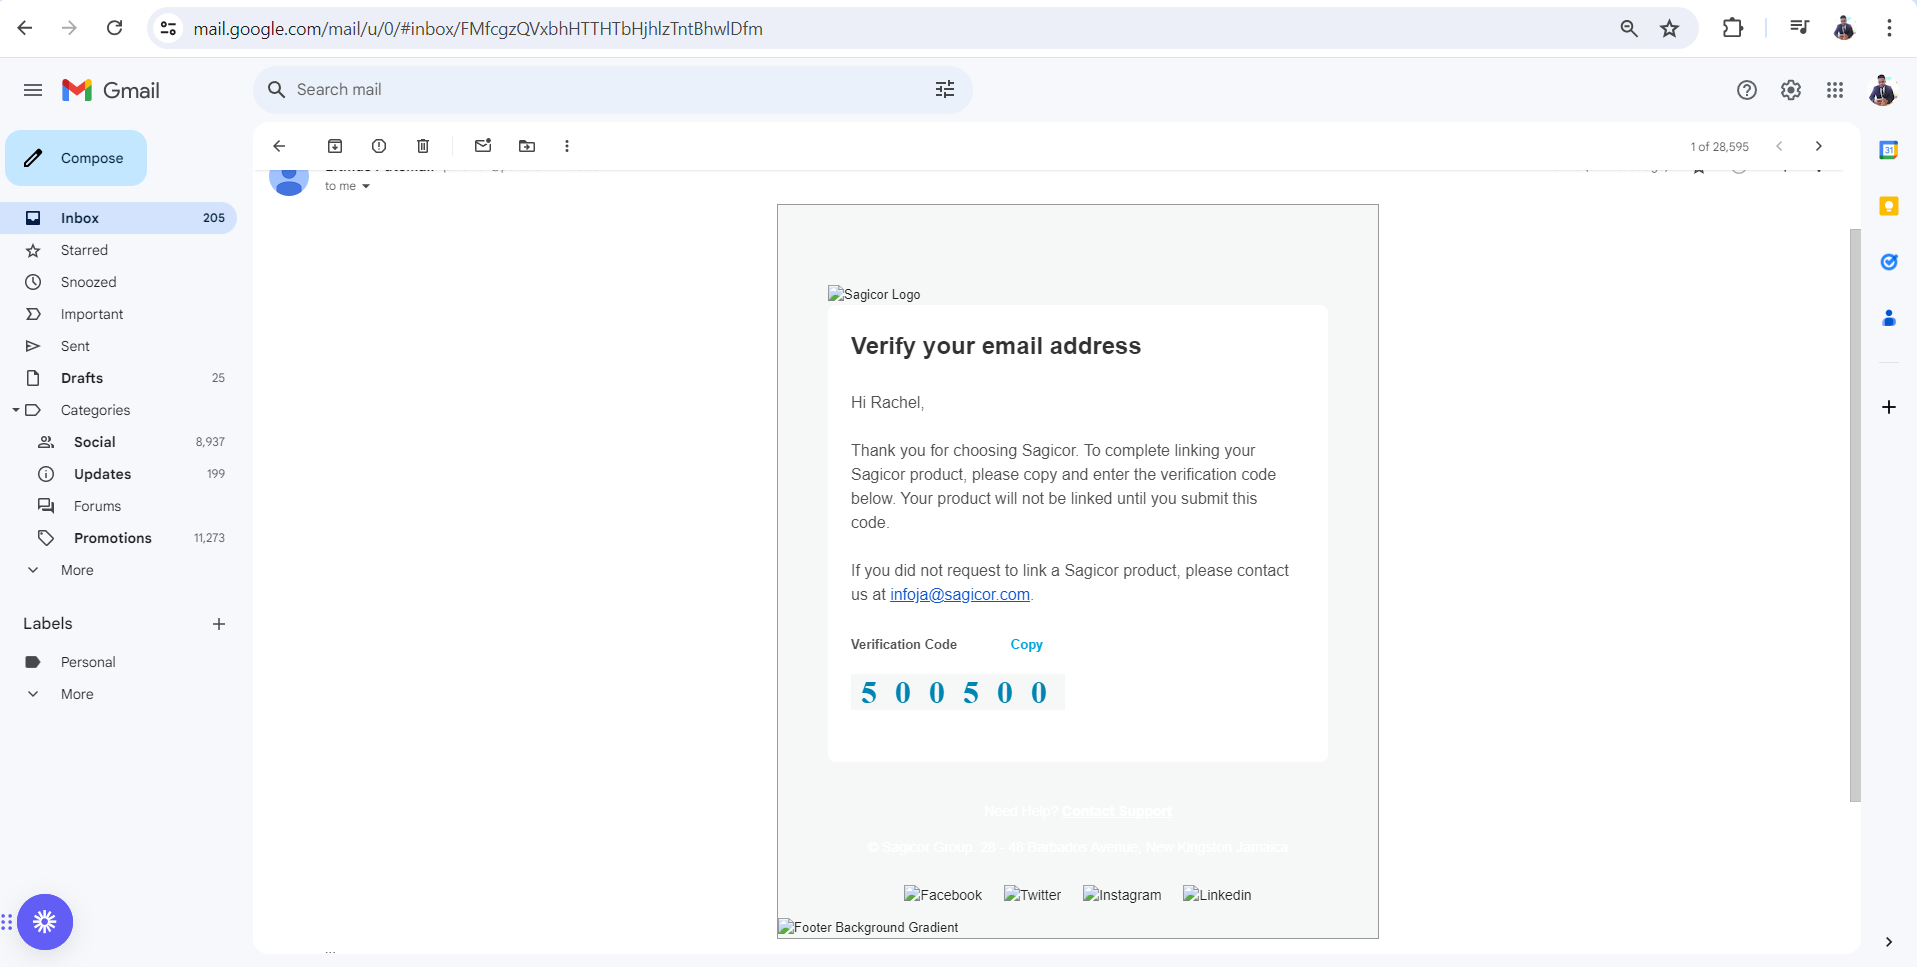 mail.google.com/mail/u/0/#inbox/FMfcgzQVxbhHTTHTbHjhlzTntBhwlDfm
Gmail
Search mail
Compose
1 of 28,595
to me
Inbox 205
Starred
Snoozed
Important
Sent
Drafts 25
Categories
Social 8,937
Updates 199
Forums
Promotions 11,273
More
Labels
Personal
More
31
Sagicor Logo
Verify your email address
Hi Rachel,
Thank you for choosing Sagicor. To complete linking your
Sagicor product, please copy and enter the verification code
below. Your product will not be linked until you submit this
code.
If you did not request to link a Sagicor product, please contact
us at infoja@sagicor.com.
Verification Code Copy
5 0 0 5 0 0
Need Help? Contact Support
© Sagicor Group. 28 - 48 Barbados Avenue, New Kingston Jamaica
Facebook Twitter Instagram Linkedin
Footer Background Gradient